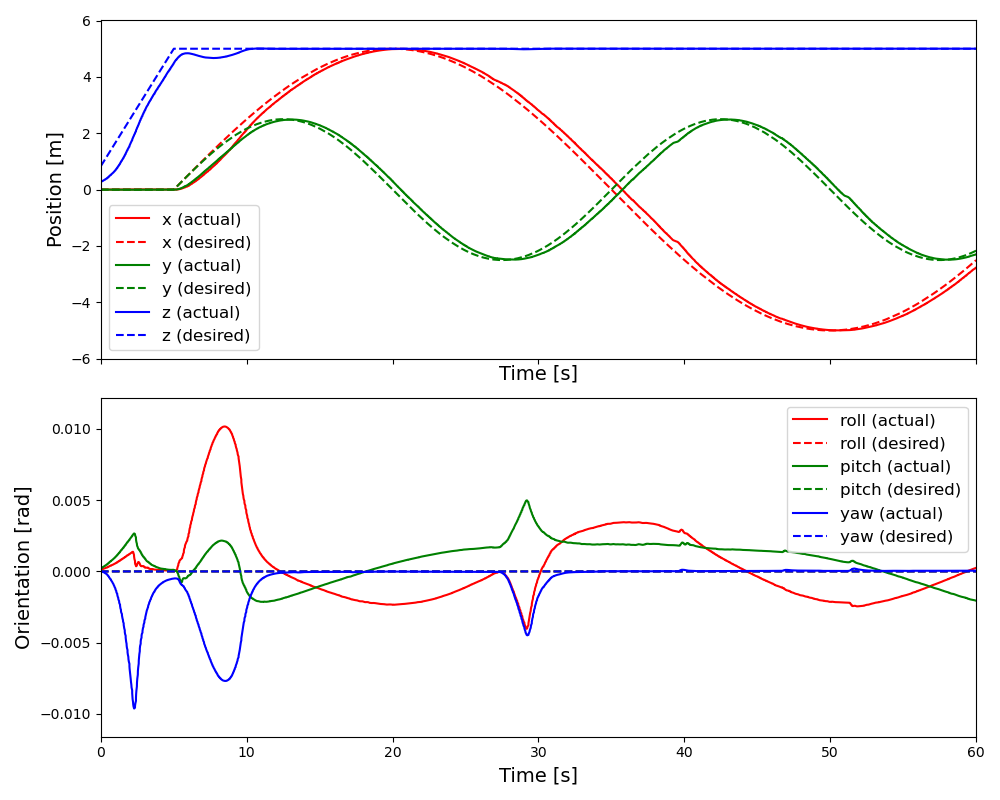 6
4
2
0
−2
−4
−6
Position [m]
x (actual)
x (desired)
y (actual)
y (desired)
z (actual)
z (desired)
Time [s]
0.010
0.005
0.000
−0.005
−0.010
Orientation [rad]
roll (actual)
roll (desired)
pitch (actual)
pitch (desired)
yaw (actual)
yaw (desired)
0 10 20 30 40 50 60
Time [s]